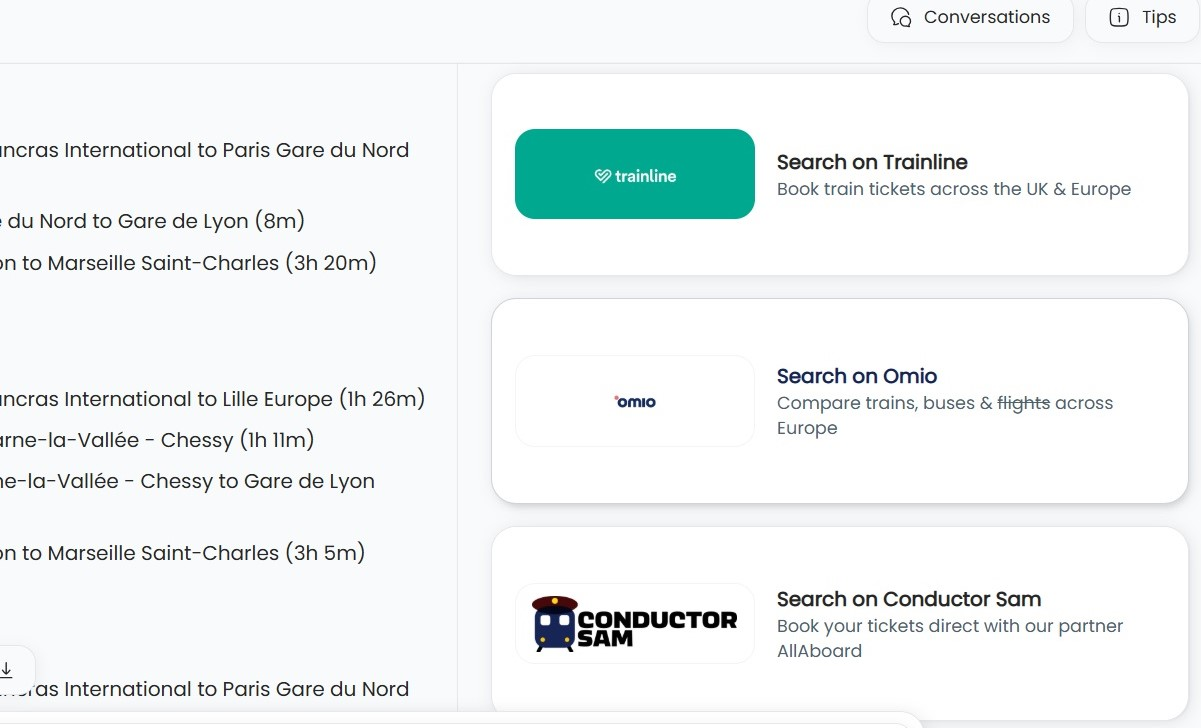 Conversations
Tips
ncras International to Paris Gare du Nord
du Nord to Gare de Lyon (8m)
on to Marseille Saint-Charles (3h 20m)
ncras International to Lille Europe (1h 26m)
arne-la-Vallée - Chessy (1h 11m)
ne-la-Vallée - Chessy to Gare de Lyon
on to Marseille Saint-Charles (3h 5m)
ras International to Paris Gare du Nord
trainline
Search on Trainline
Book train tickets across the UK & Europe
omio
Search on Omio
Compare trains, buses & flights across
Europe
CONDUCTOR
SAM
Search on Conductor Sam
Book your tickets direct with our partner
AllAboard